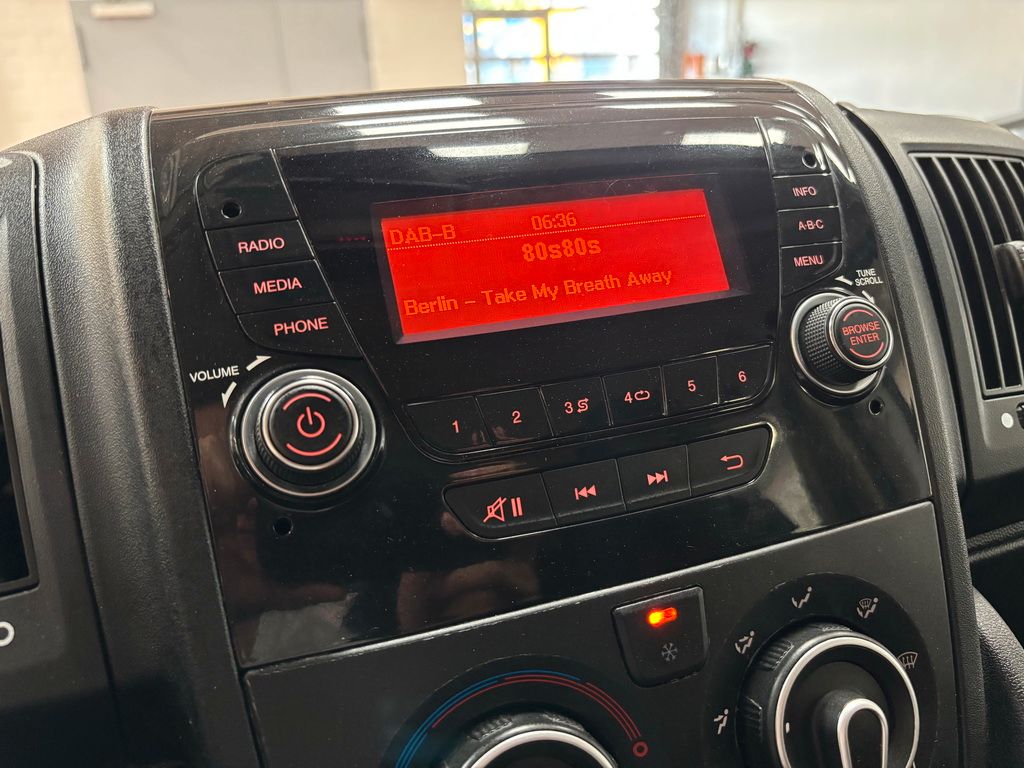 DAB-B 06:36
80s80s
Berlin - Take My Breath Away
RADIO
MEDIA
PHONE
VOLUME
INFO
A·B·C
MENU
TUNE
SCROLL
BROWSE
ENTER
1 2 3 4 5 6